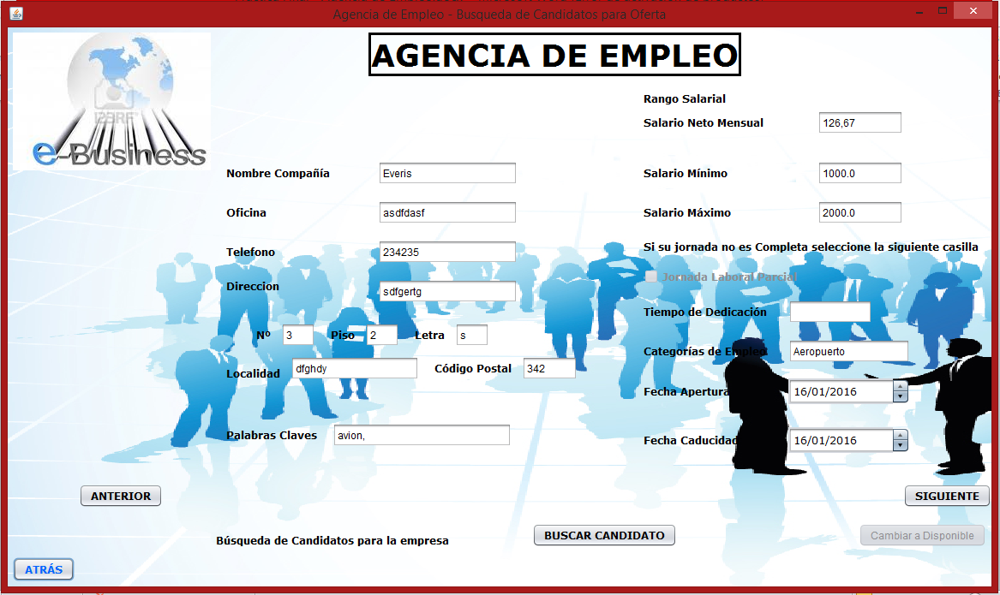 Agencia de Empleo - Busqueda de Candidatos para Oferta
AGENCIA DE EMPLEO
123RF
e-Business
Rango Salarial
Salario Neto Mensual 126,67
Nombre Compañía Everis
Salario Mínimo 1000.0
Oficina asdfdasf
Salario Máximo 2000.0
Telefono 234235
Si su jornada no es Completa seleccione la siguiente casilla
Direccion sdfgertg
Jornada Laboral Parcial
Tiempo de Dedicación
Nº 3 Piso 2 Letra s
Categorías de Empleo Aeropuerto
Localidad dfghdy Código Postal 342
Fecha Apertura 16/01/2016
Palabras Claves avion,
Fecha Caducidad 16/01/2016
ANTERIOR
SIGUIENTE
Búsqueda de Candidatos para la empresa
BUSCAR CANDIDATO
Cambiar a Disponible
ATRÁS